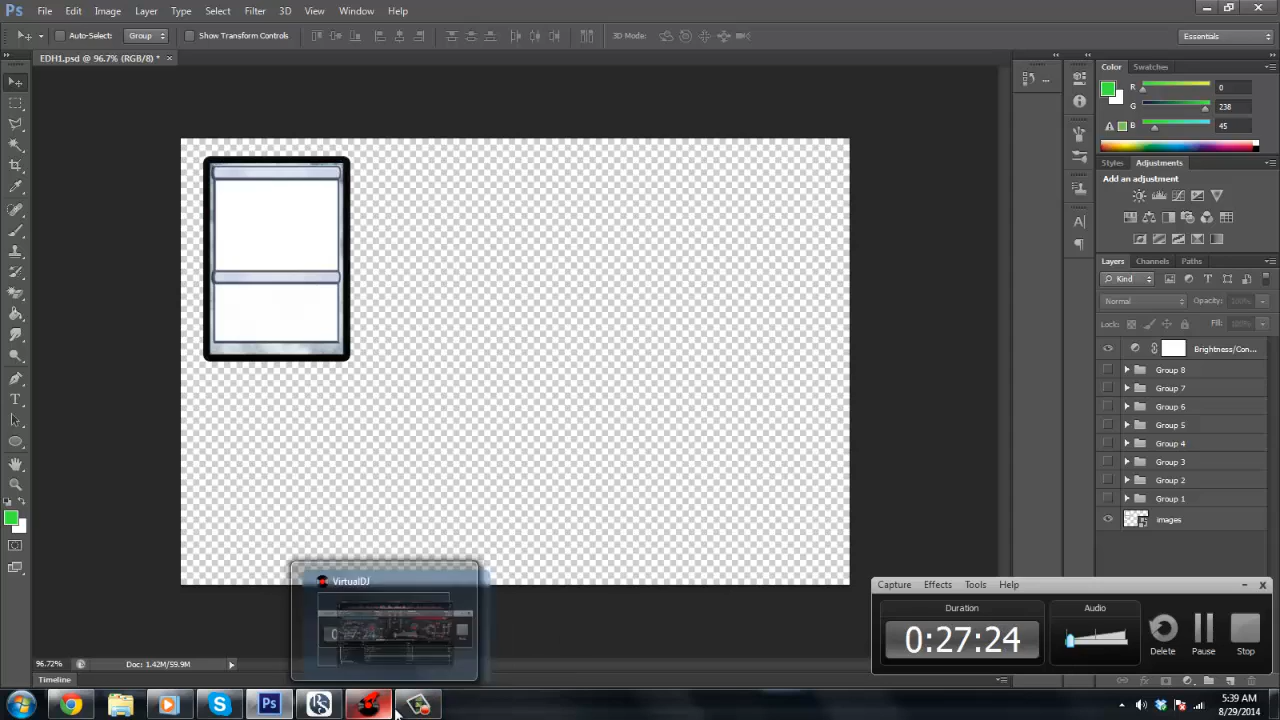 Ps File Edit Image Layer Type Select Filter 3D View Window Help
Auto-Select: Group Show Transform Controls 3D Mode: Essentials
EDH1.psd @ 96.7% (RGB/8) * ×
Color Swatches
R 0
G 238
B 45
Styles Adjustments
Add an adjustment
Layers Channels Paths
Kind
Normal Opacity: 100%
Lock: Fill:
Brightness/Con...
Group 8
Group 7
Group 6
Group 5
Group 4
Group 3
Group 2
Group 1
images
VirtualDJ
Capture Effects Tools Help
Duration Audio
0:27:24
Delete Pause Stop
96.72% Doc: 1.42M/59.9M
Timeline
Ps
5:39 AM
8/29/2014